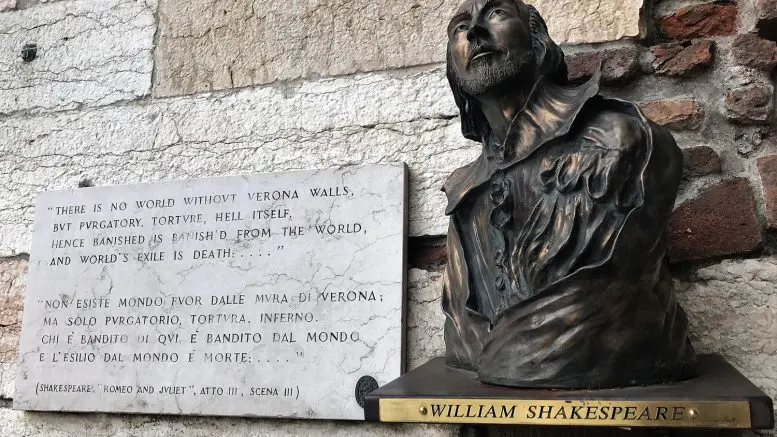 "THERE IS NO WORLD WITHOVT VERONA WALLS,
BVT PVRGATORY, TORTVRE, HELL ITSELF,
HENCE BANISHED IS BANISH'D FROM THE WORLD,
AND WORLD'S EXILE IS DEATH:....."
"NON ESISTE MONDO FVOR DALLE MVRA DI VERONA;
MA SOLO PVRGATORIO, TORTVRA, INFERNO.
CHI È BANDITO DI QVI, È BANDITO DAL MONDO
E L'ESILIO DAL MONDO È MORTE:....."
(SHAKESPEARE, "ROMEO AND JVLIET", ATTO III, SCENA III)
WILLIAM SHAKESPEARE